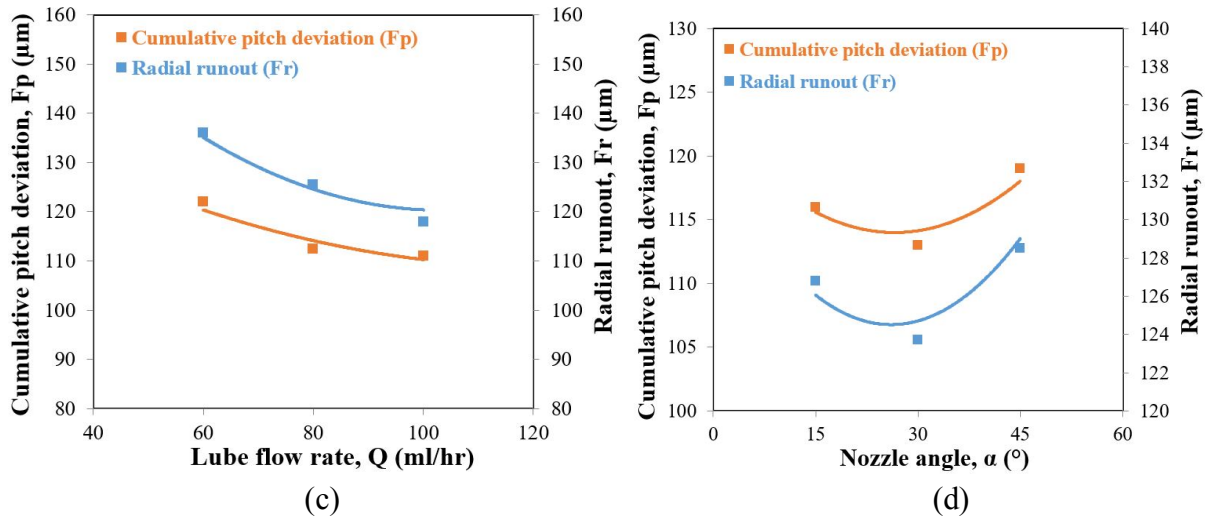 Cumulative pitch deviation, Fp (µm)
160
150
140
130
120
110
100
90
80
Cumulative pitch deviation (Fp)
Radial runout (Fr)
160
150
140
130
120
110
100
90
80
Radial runout, Fr (µm)
40 60 80 100 120
Lube flow rate, Q (ml/hr)
(c)
Cumulative pitch deviation, Fp (µm)
130
125
120
115
110
105
100
Cumulative pitch deviation (Fp)
Radial runout (Fr)
140
138
136
134
132
130
128
126
124
122
120
Radial runout, Fr (µm)
0 15 30 45 60
Nozzle angle, α (°)
(d)